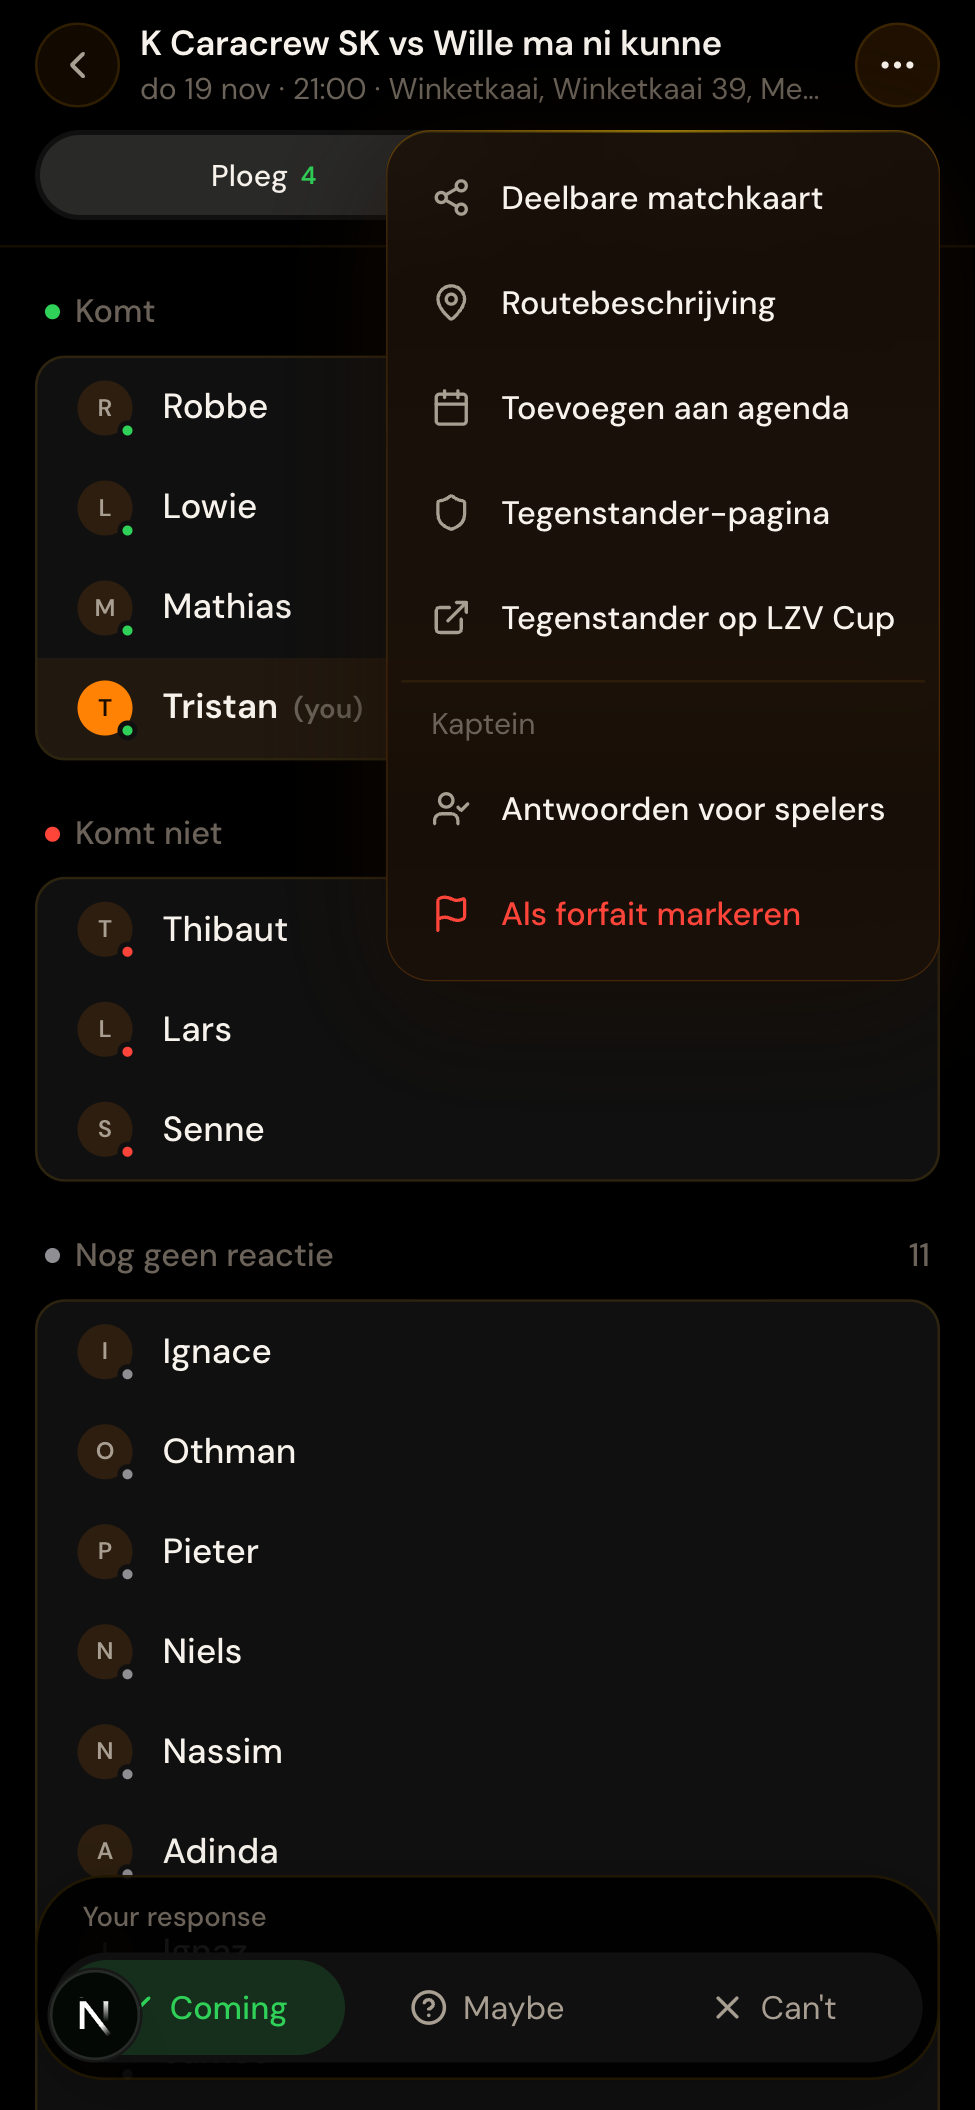 K Caracrew SK vs Wille ma ni kunne
do 19 nov · 21:00 · Winketkaai, Winketkaai 39, Me...
Ploeg 4
Deelbare matchkaart
Routebeschrijving
Toevoegen aan agenda
Tegenstander-pagina
Tegenstander op LZV Cup
Kaptein
Antwoorden voor spelers
Als forfait markeren
Komt
R Robbe
L Lowie
M Mathias
T Tristan (you)
Komt niet
T Thibaut
L Lars
S Senne
Nog geen reactie 11
I Ignace
O Othman
P Pieter
N Niels
N Nassim
A Adinda
Your response
I Ignaz
N Coming Maybe Can't